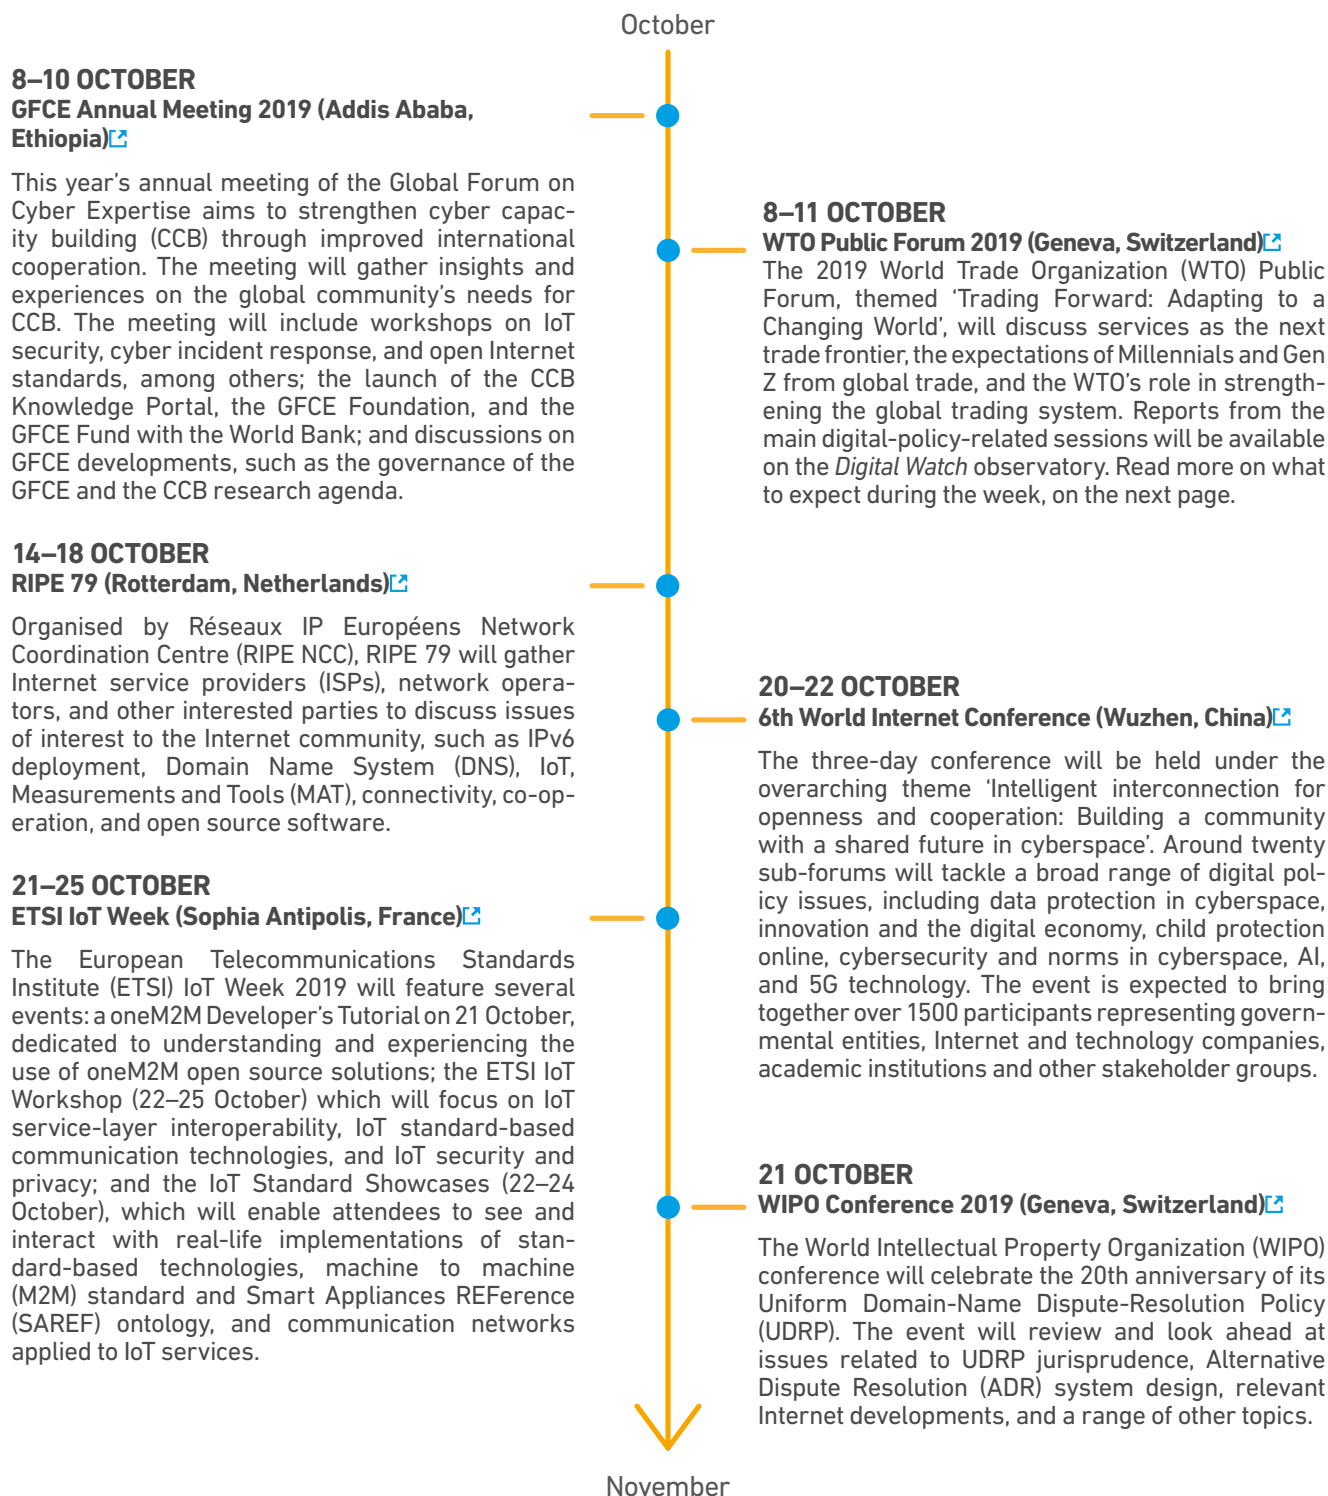 October
8–10 OCTOBER
GFCE Annual Meeting 2019 (Addis Ababa,
Ethiopia)
This year's annual meeting of the Global Forum on
Cyber Expertise aims to strengthen cyber capac-
ity building (CCB) through improved international
cooperation. The meeting will gather insights and
experiences on the global community's needs for
CCB. The meeting will include workshops on IoT
security, cyber incident response, and open Internet
standards, among others; the launch of the CCB
Knowledge Portal, the GFCE Foundation, and the
GFCE Fund with the World Bank; and discussions on
GFCE developments, such as the governance of the
GFCE and the CCB research agenda.
8–11 OCTOBER
WTO Public Forum 2019 (Geneva, Switzerland)
The 2019 World Trade Organization (WTO) Public
Forum, themed ‘Trading Forward: Adapting to a
Changing World’, will discuss services as the next
trade frontier, the expectations of Millennials and Gen
Z from global trade, and the WTO’s role in strength-
ening the global trading system. Reports from the
main digital-policy-related sessions will be available
on the Digital Watch observatory. Read more on what
to expect during the week, on the next page.
14–18 OCTOBER
RIPE 79 (Rotterdam, Netherlands)
Organised by Réseaux IP Européens Network
Coordination Centre (RIPE NCC), RIPE 79 will gather
Internet service providers (ISPs), network opera-
tors, and other interested parties to discuss issues
of interest to the Internet community, such as IPv6
deployment, Domain Name System (DNS), IoT,
Measurements and Tools (MAT), connectivity, co-op-
eration, and open source software.
20–22 OCTOBER
6th World Internet Conference (Wuzhen, China)
The three-day conference will be held under the
overarching theme ‘Intelligent interconnection for
openness and cooperation: Building a community
with a shared future in cyberspace’. Around twenty
sub-forums will tackle a broad range of digital pol-
icy issues, including data protection in cyberspace,
innovation and the digital economy, child protection
online, cybersecurity and norms in cyberspace, AI,
and 5G technology. The event is expected to bring
together over 1500 participants representing govern-
mental entities, Internet and technology companies,
academic institutions and other stakeholder groups.
21–25 OCTOBER
ETSI IoT Week (Sophia Antipolis, France)
The European Telecommunications Standards
Institute (ETSI) IoT Week 2019 will feature several
events: a oneM2M Developer’s Tutorial on 21 October,
dedicated to understanding and experiencing the
use of oneM2M open source solutions; the ETSI IoT
Workshop (22–25 October) which will focus on IoT
service-layer interoperability, IoT standard-based
communication technologies, and IoT security and
privacy; and the IoT Standard Showcases (22–24
October), which will enable attendees to see and
interact with real-life implementations of stan-
dard-based technologies, machine to machine
(M2M) standard and Smart Appliances REFerence
(SAREF) ontology, and communication networks
applied to IoT services.
21 OCTOBER
WIPO Conference 2019 (Geneva, Switzerland)
The World Intellectual Property Organization (WIPO)
conference will celebrate the 20th anniversary of its
Uniform Domain-Name Dispute-Resolution Policy
(UDRP). The event will review and look ahead at
issues related to UDRP jurisprudence, Alternative
Dispute Resolution (ADR) system design, relevant
Internet developments, and a range of other topics.
November